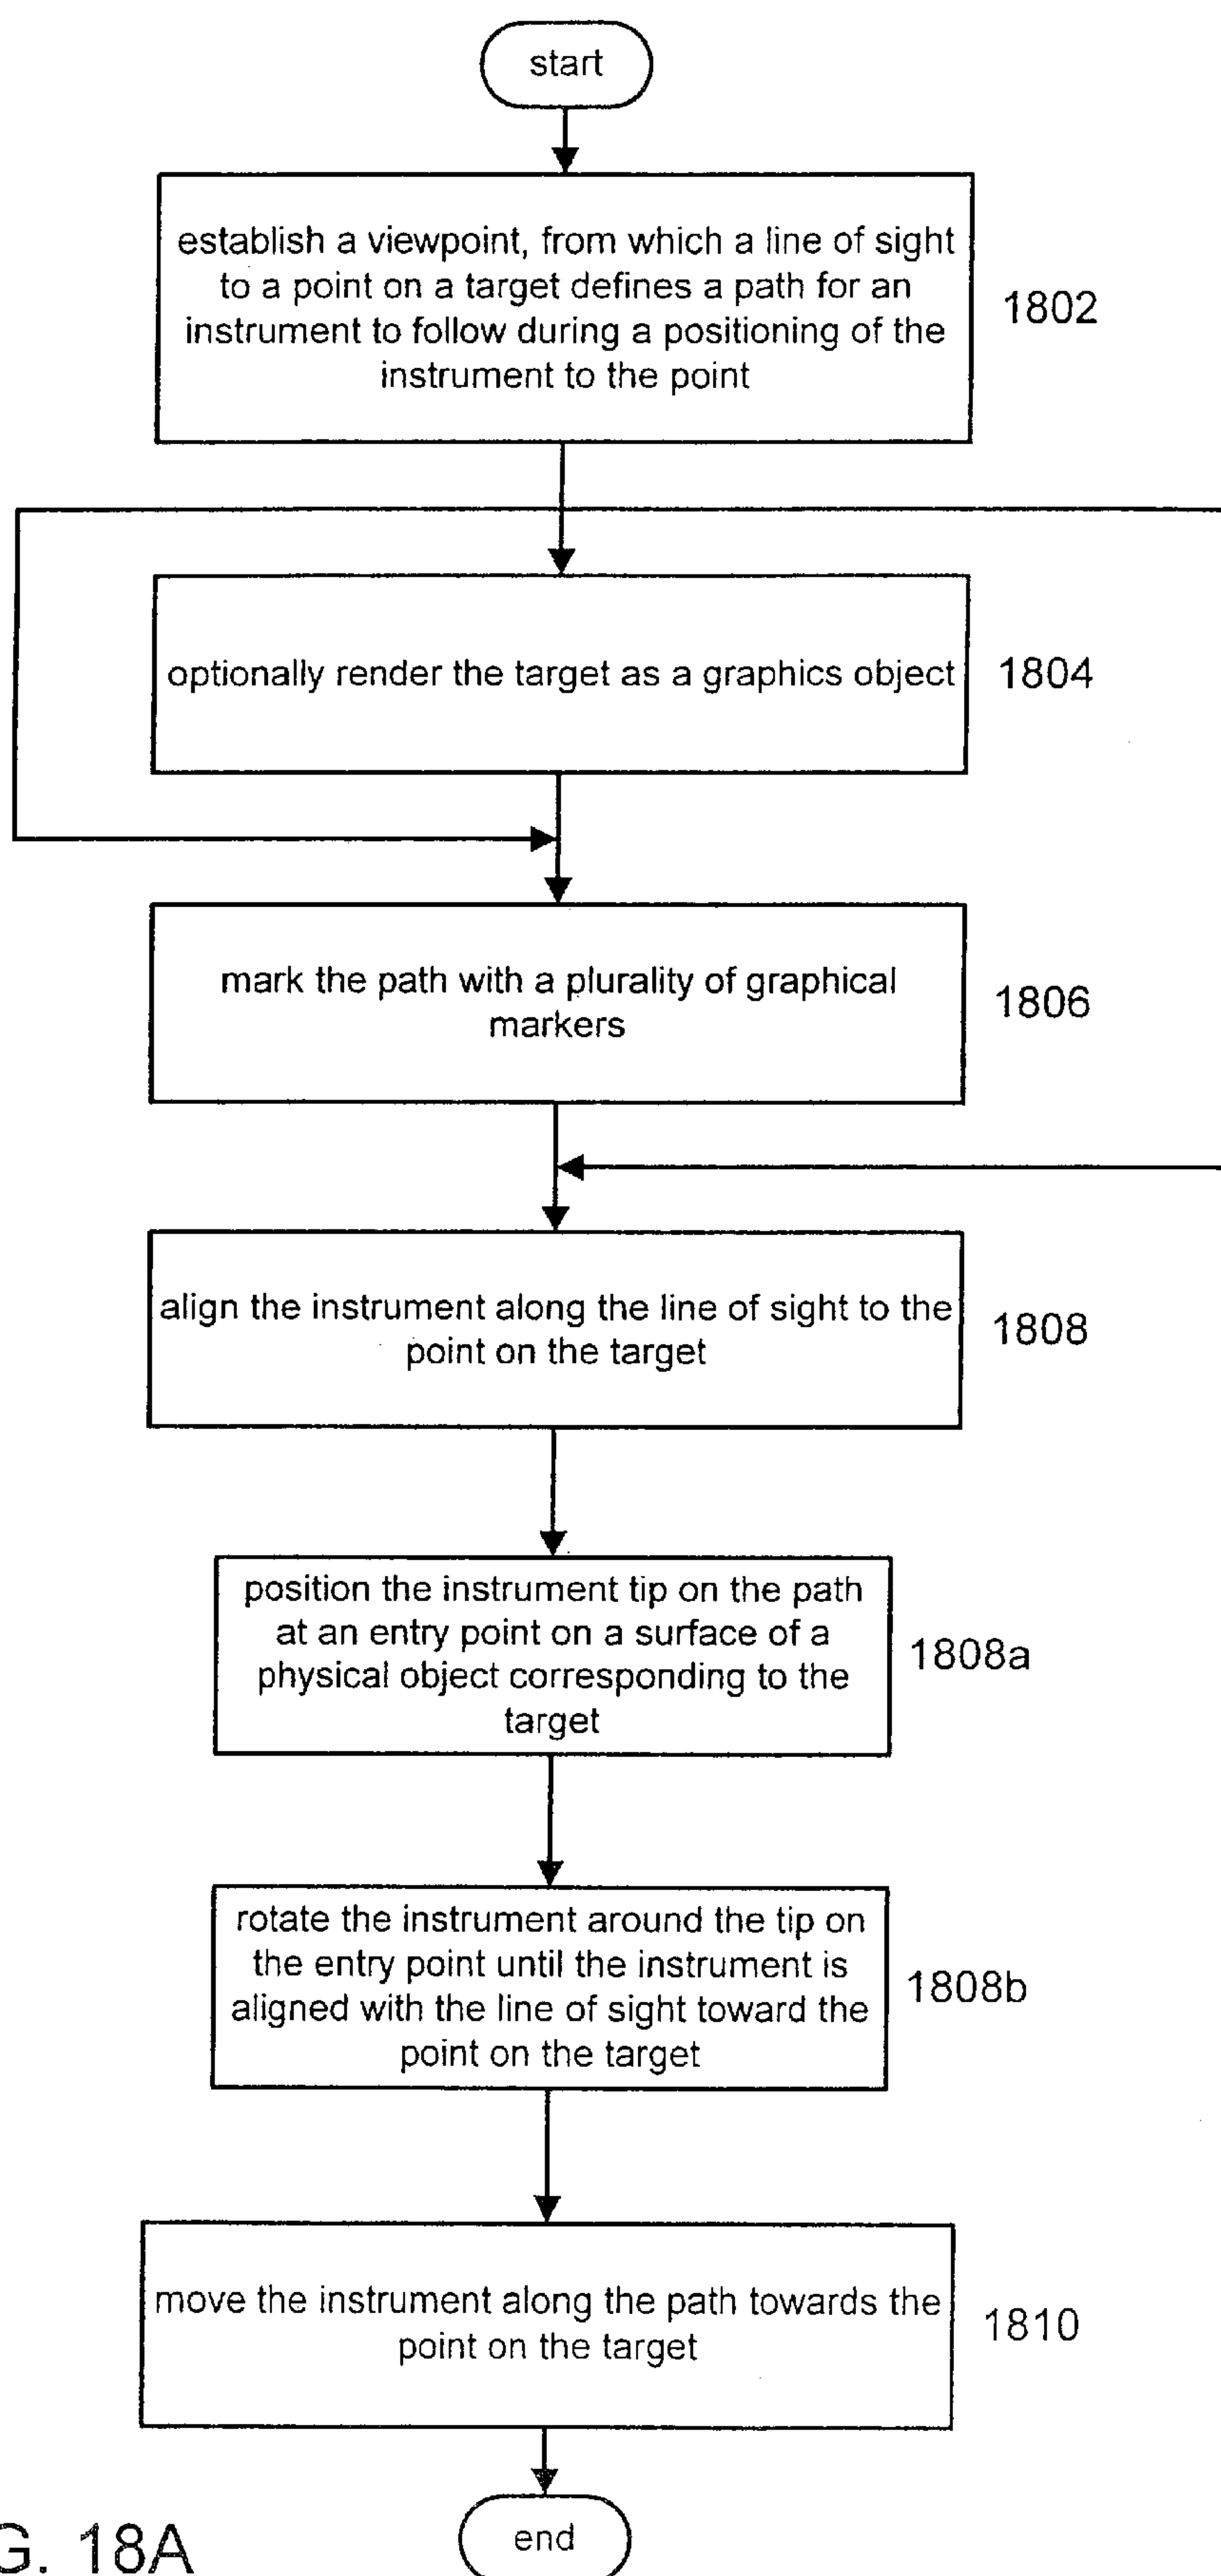 start
establish a viewpoint, from which a line of sight
to a point on a target defines a path for an
instrument to follow during a positioning of the
instrument to the point
1802
optionally render the target as a graphics object
1804
mark the path with a plurality of graphical
markers
1806
align the instrument along the line of sight to the
point on the target
1808
position the instrument tip on the path
at an entry point on a surface of a
physical object corresponding to the
target
1808a
rotate the instrument around the tip on
the entry point until the instrument is
aligned with the line of sight toward the
point on the target
1808b
move the instrument along the path towards the
point on the target
1810
end
G. 18A